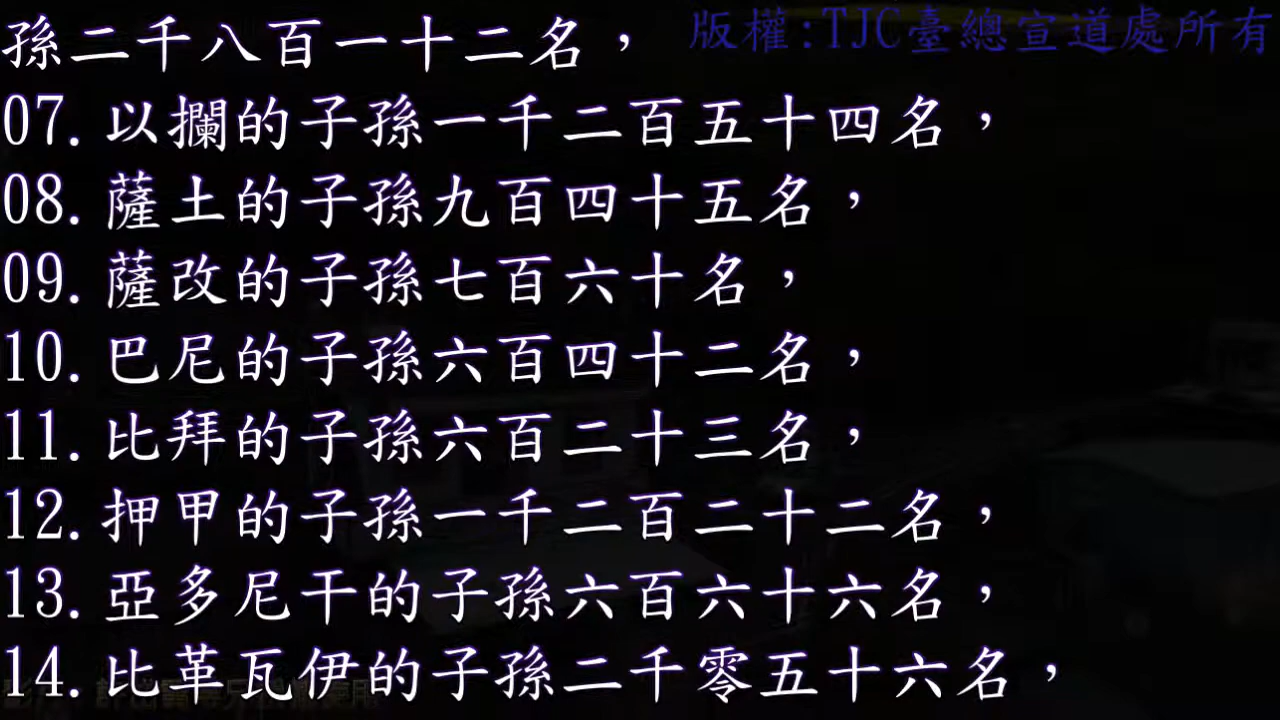 版權:TJC臺總宣道處所有
孫二千八百一十二名，
07.以攔的子孫一千二百五十四名，
08.薩土的子孫九百四十五名，
09.薩改的子孫七百六十名，
10.巴尼的子孫六百四十二名，
11.比拜的子孫六百二十三名，
12.押甲的子孫一千二百二十二名，
13.亞多尼干的子孫六百六十六名，
14.比革瓦伊的子孫二千零五十六名，